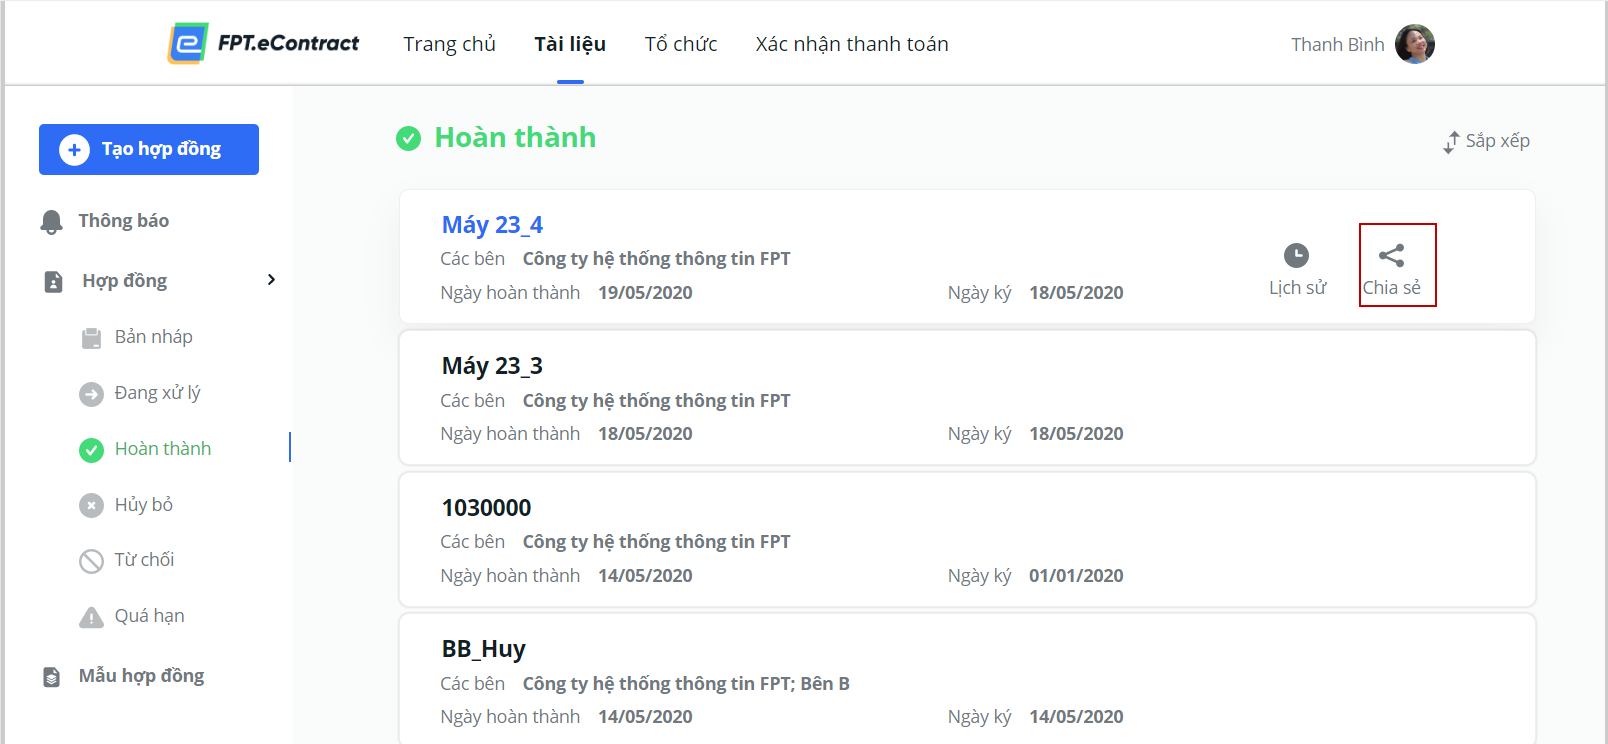 FPT.eContract Trang chủ Tài liệu Tổ chức Xác nhận thanh toán Thanh Bình
Tạo hợp đồng
Thông báo
Hợp đồng
Bản nháp
Đang xử lý
Hoàn thành
Hủy bỏ
Từ chối
Quá hạn
Mẫu hợp đồng
Hoàn thành Sắp xếp
Máy 23_4
Các bên Công ty hệ thống thông tin FPT
Ngày hoàn thành 19/05/2020 Ngày ký 18/05/2020
Lịch sử Chia sẻ
Máy 23_3
Các bên Công ty hệ thống thông tin FPT
Ngày hoàn thành 18/05/2020 Ngày ký 18/05/2020
1030000
Các bên Công ty hệ thống thông tin FPT
Ngày hoàn thành 14/05/2020 Ngày ký 01/01/2020
BB_Huy
Các bên Công ty hệ thống thông tin FPT; Bên B
Ngày hoàn thành 14/05/2020 Ngày ký 14/05/2020